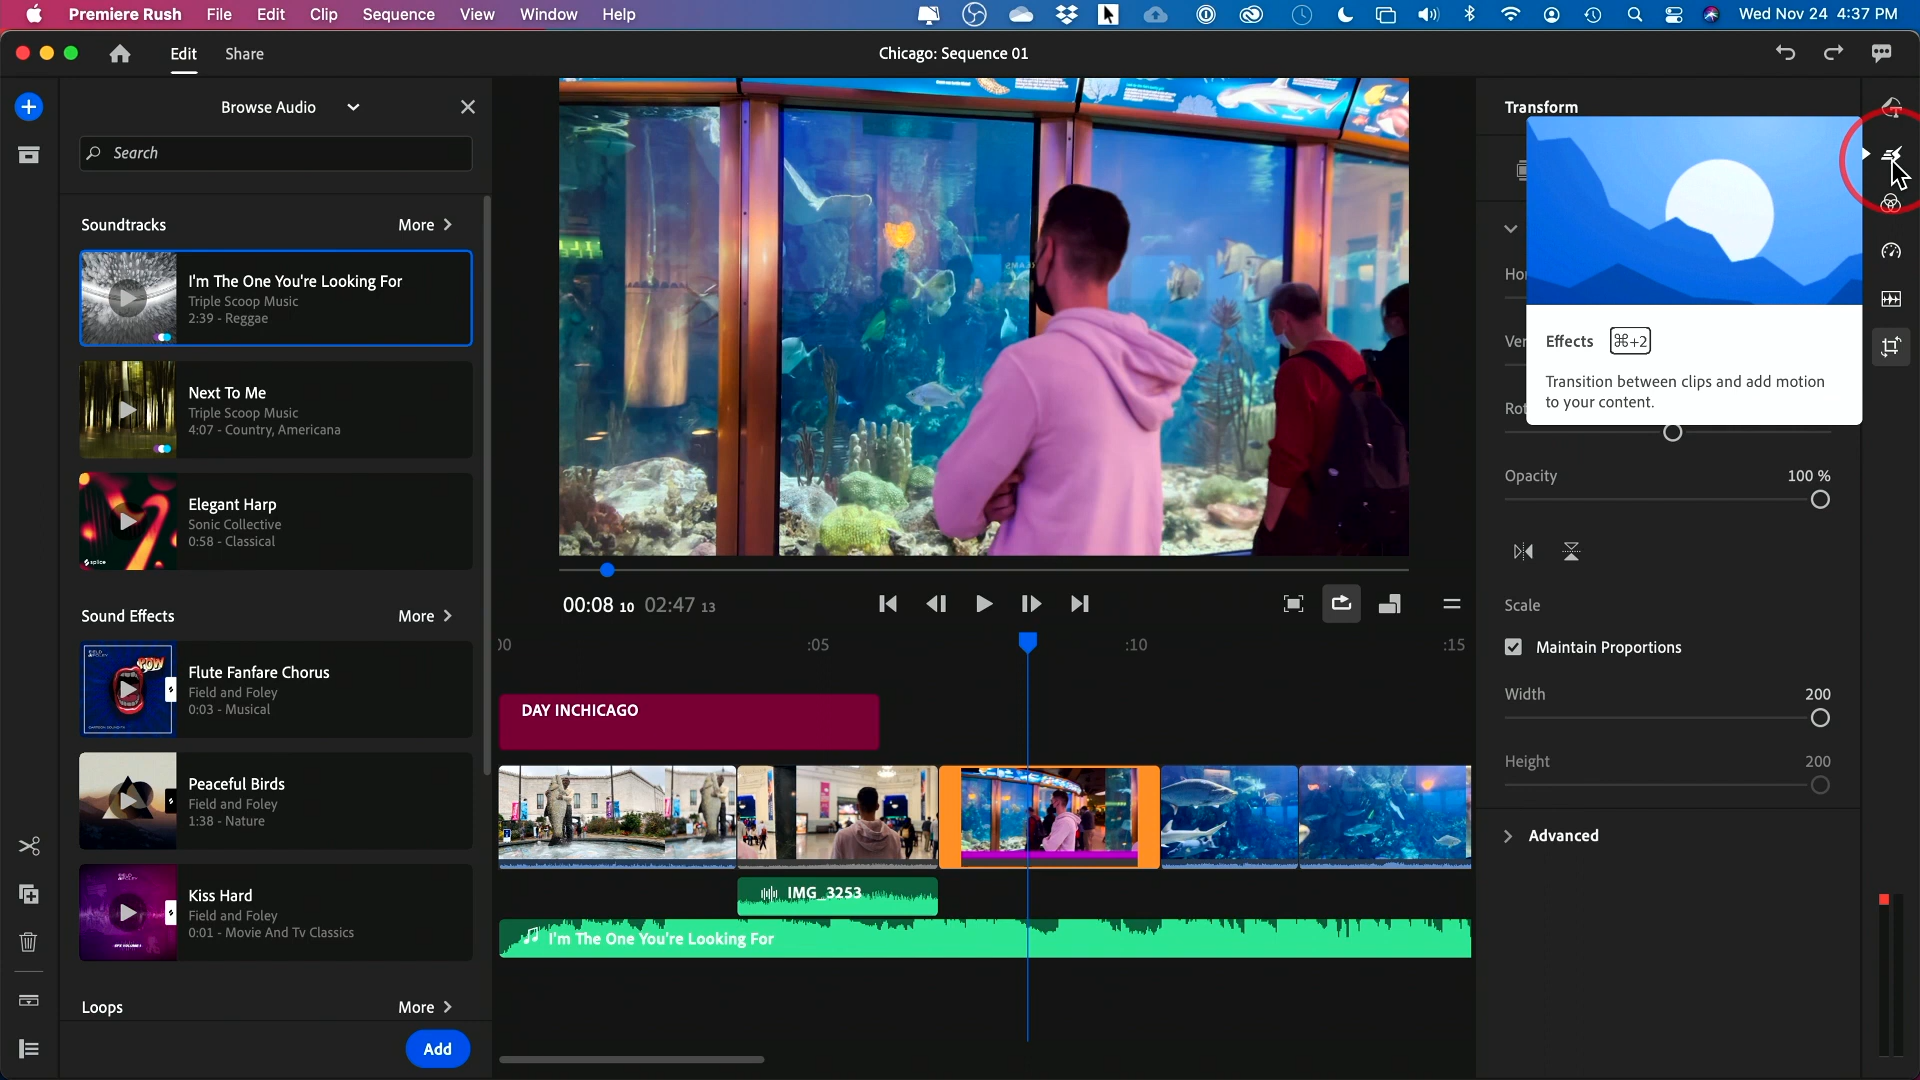 Premiere Rush File Edit Clip Sequence View Window Help
Wed Nov 24 4:37 PM
Edit Share
Chicago: Sequence 01
Browse Audio
Search
Soundtracks More
I'm The One You're Looking For
Triple Scoop Music
2:39 - Reggae
Next To Me
Triple Scoop Music
4:07 - Country, Americana
Elegant Harp
Sonic Collective
0:58 - Classical
splice
Sound Effects More
Flute Fanfare Chorus
Field and Foley
0:03 - Musical
POW
Peaceful Birds
Field and Foley
1:38 - Nature
Kiss Hard
Field and Foley
0:01 - Movie And Tv Classics
Loops More
Add
00:08 10 02:47 13
:05
:10
:15
DAY INCHICAGO
IMG_3253
I'm The One You're Looking For
Transform
Hor
Ver
Rot
Effects ⌘+2
Transition between clips and add motion
to your content.
Opacity 100 %
Scale
Maintain Proportions
Width 200
Height 200
Advanced